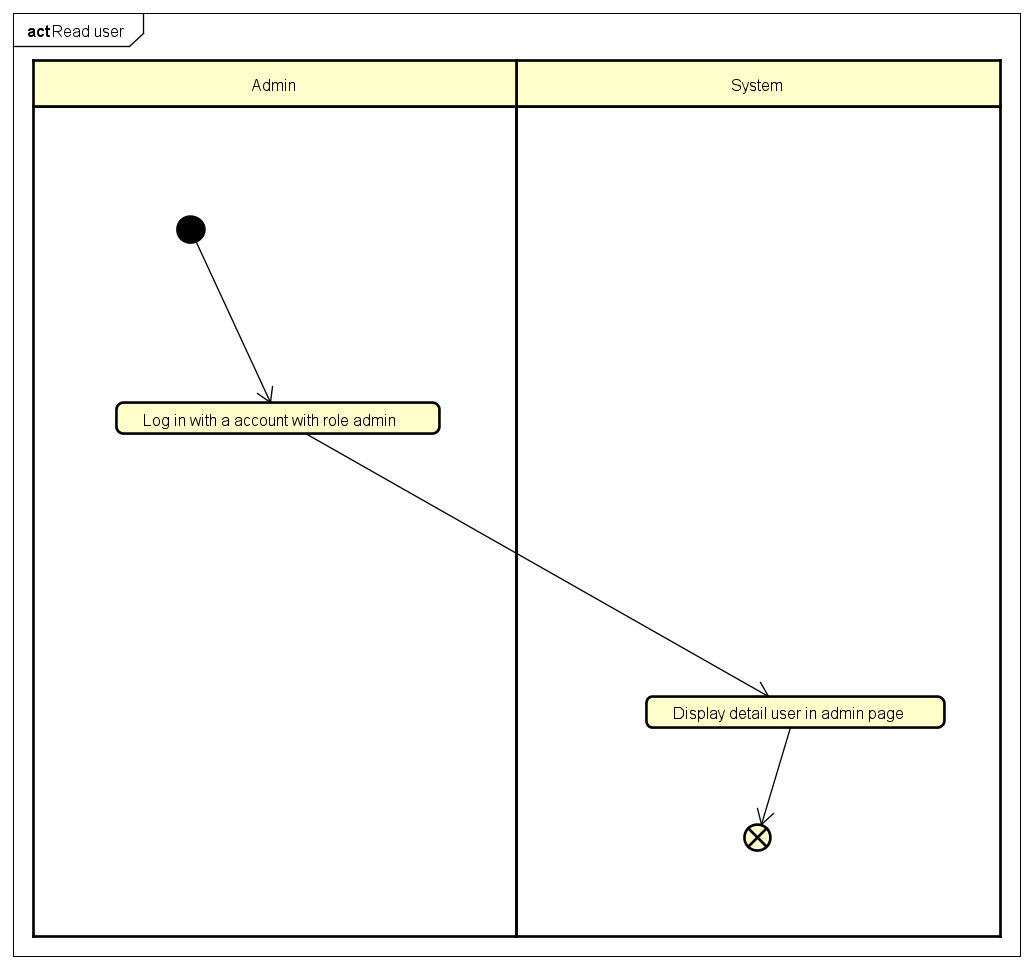 act Read user
Admin
System
Log in with a account with role admin
Display detail user in admin page